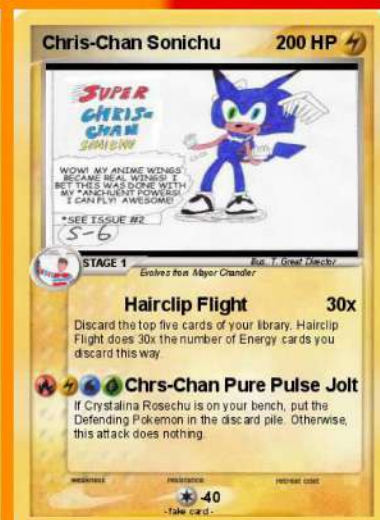 Chris-Chan Sonichu 200 HP
SUPER
CHRIS-
CHAN
SONICHU
WOW! MY ANIME WINGS
BECAME REAL WINGS! I
BET THIS WAS DONE WITH
MY *ANCHUENT POWERS!
I CAN FLY! AWESOME!
*SEE ISSUE #2
S-6
STAGE 1
Illus. T. Great Director
Evolves from Mayor Chandler
Hairclip Flight 30x
Discard the top five cards of your library. Hairclip
Flight does 30x the number of Energy cards you
discard this way.
Chrs-Chan Pure Pulse Jolt
If Crystalina Rosechu is on your bench, put the
Defending Pokemon in the discard pile. Otherwise,
this attack does nothing.
weakness resistance retreat cost
-40
- fake card -